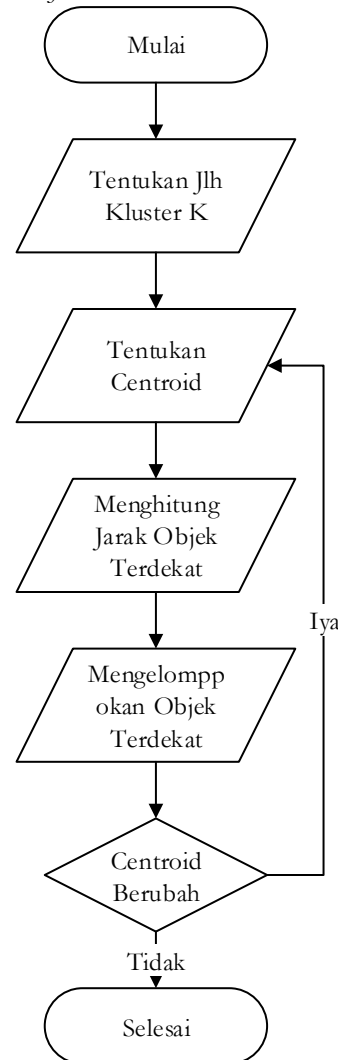 Mulai
Tentukan Jlh
Kluster K
Tentukan
Centroid
Menghitung
Jarak Objek
Terdekat
Iya
Mengelompp
okan Objek
Terdekat
Centroid
Berubah
Tidak
Selesai